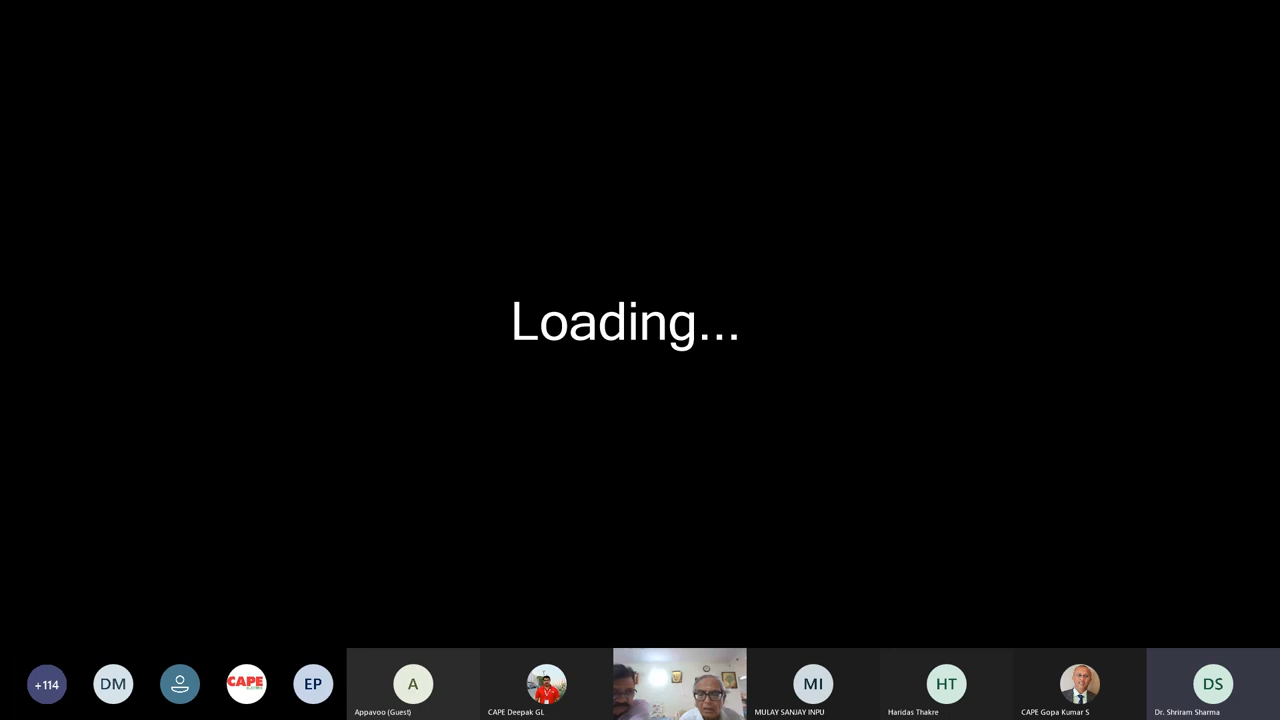 Loading...
+114
DM
CAPE
EP
A
MI
HT
DS
Appavoo (Guest)
CAPE Deepak GL
MULAY SANJAY INPU
Haridas Thakre
CAPE Gopa Kumar S
Dr. Shriram Sharma